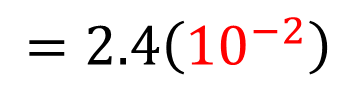 = 2.4(10⁻²)